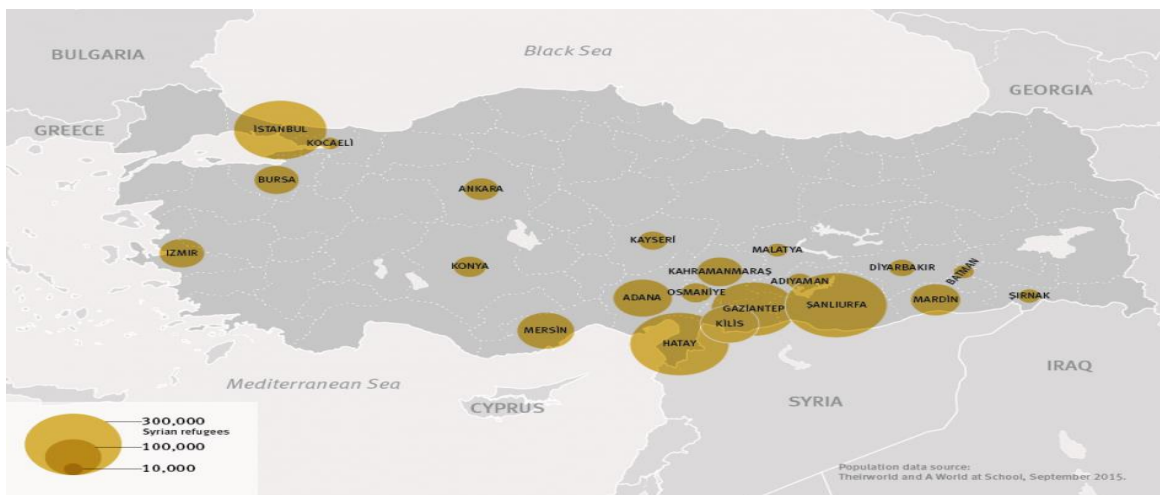 Black Sea
BULGARIA
GEORGIA
GREECE
İSTANBUL
KOCAELİ
BURSA
ANKARA
IZMIR
KONYA
KAYSERİ
MALATYA
KAHRAMANMARAŞ
DİYARBAKIR
BATMAN
ADIYAMAN
OSMANİYE
ADANA
GAZİANTEP
ŞANLIURFA
MARDİN
ŞIRNAK
KİLİS
MERSİN
HATAY
Mediterranean Sea
CYPRUS
SYRIA
IRAQ
300,000
Syrian refugees
100,000
10,000
Population data source:
Theirworld and A World at School, September 2015.